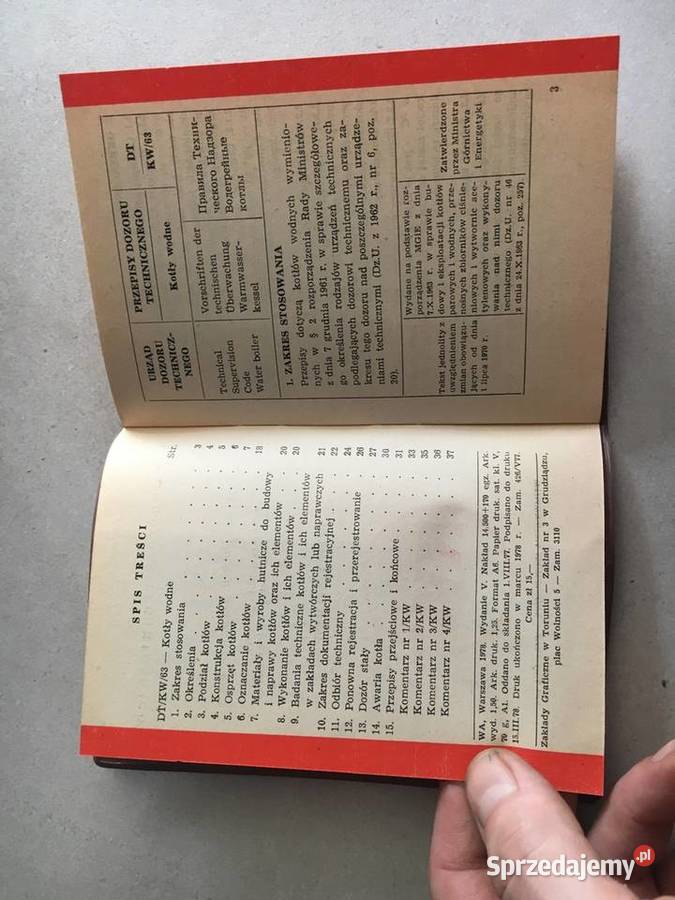 SPIS TREŚCI
Str.
DT/KW/63 — Kotły wodne
1. Zakres stosowania . . . . . . 3
2. Określenia . . . . . . 4
3. Podział kotłów . . . . . . 5
4. Konstrukcja kotłów . . . . . . 6
5. Osprzęt kotłów . . . . . . 7
6. Oznaczanie kotłów . . . . . . 18
7. Materiały i wyroby hutnicze do budowy
i naprawy kotłów oraz ich elementów 20
8. Wykonanie kotłów i ich elementów 20
9. Badania techniczne kotłów i ich elementów
w zakładach wytwórczych lub naprawczych 21
10. Zakres dokumentacji rejestracyjnej . 22
11. Odbiór techniczny . . . . . 24
12. Ponowna rejestracja i przerejestrowanie 26
13. Dozór stały . . . . . . 27
14. Awaria kotła . . . . . . 30
15. Przepisy przejściowe i końcowe . . 31
Komentarz nr 1/KW . . . . . 33
Komentarz nr 2/KW . . . . . 35
Komentarz nr 3/KW . . . . . 36
Komentarz nr 4/KW . . . . . 37
WA, Warszawa 1978. Wydanie V. Nakład 14.800+170 egz. Ark.
wyd. 1,50. Ark. druk. 1,25. Format A6. Papier druk. sat. kl. V,
70 g, A1. Oddano do składania 1.VIII.77. Podpisano do druku
15.III.78. Druk ukończono w marcu 1978 r. — Zam. 426/VTI.
Cena zł 15,—
Zakłady Graficzne w Toruniu — Zakład nr 3 w Grudziądzu,
plac Wolności 5 — Zam. 3110
URZĄD
DOZORU
TECHNICZ-
NEGO
PRZEPISY DOZORU
TECHNICZNEGO
Kotły wodne
DT
KW/63
Technical
Supervision
Code
Water boiler
Vorschriften der
technischen
Überwachung
Warmwasser-
kessel
Правила Техни-
ческого Надзора
Водогрейные
котлы
1. ZAKRES STOSOWANIA
Przepisy dotyczą kotłów wodnych wymienio-
nych w § 2 rozporządzenia Rady Ministrów
z dnia 7 grudnia 1961 r. w sprawie szczegółowe-
go określenia rodzajów urządzeń technicznych
podlegających dozorowi technicznemu oraz za-
kresu tego dozoru nad poszczególnymi urządze-
niami technicznymi (Dz.U. z 1962 r., nr 6, poz.
20).
Tekst jednolity z
uwzględnieniem
zmian obowiązu-
jących od dnia
1 lipca 1970 r.
Wydane na podstawie roz-
porządzenia MGiE z dnia
7.X.1963 r. w sprawie bu-
dowy i eksploatacji kotłów
parowych i wodnych, prze-
nośnych zbiorników ciśnie-
niowych i wytwornic ace-
tylenowych oraz wykony-
wania nad nimi dozoru
technicznego (Dz.U. nr 46
z dnia 24.X.1963 r., poz. 257)
Zatwierdzone
przez Ministra
Górnictwa
i Energetyki
3
Sprzedajemy.pl